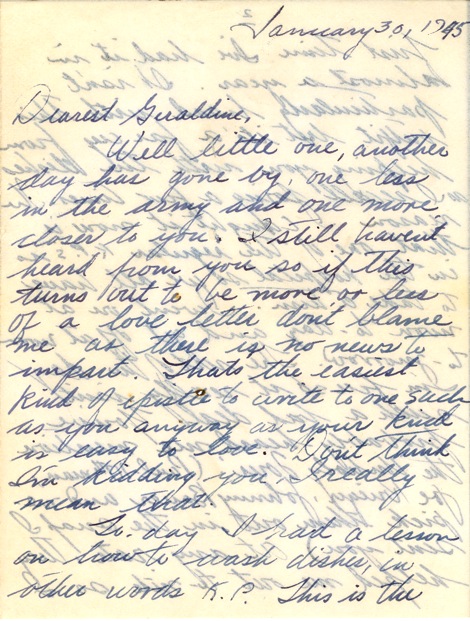 January 30, 1945
Dearest Geraldine,
Well little one, another
day has gone by, one less
in the army and one more
closer to you. I still haven't
heard from you so if this
turns out to be more or less
of a love letter don't blame
me as there is no news to
impart. Thats the easiest
kind of epistle to write to one such
as you anyway as your kind
is easy to love. Don't think
I'm kidding you, I really
mean that.
To-day I had a lesson
on how to wash dishes, in
other words K.P. This is the